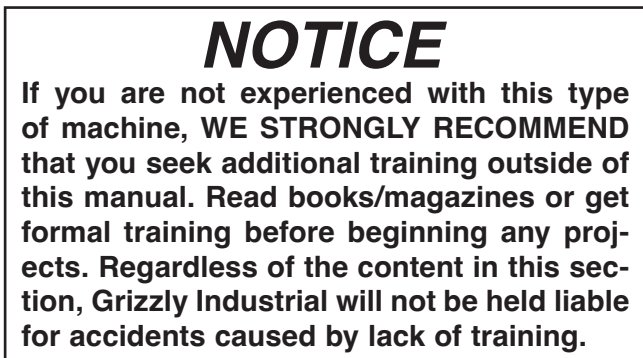 NOTICE
If you are not experienced with this type
of machine, WE STRONGLY RECOMMEND
that you seek additional training outside of
this manual. Read books/magazines or get
formal training before beginning any proj-
ects. Regardless of the content in this sec-
tion, Grizzly Industrial will not be held liable
for accidents caused by lack of training.